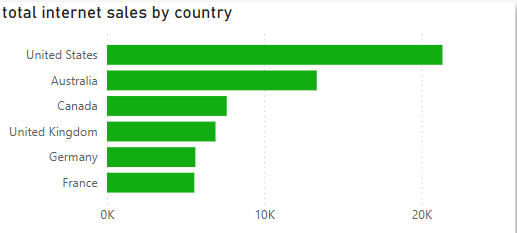 total internet sales by country
United States
Australia
Canada
United Kingdom
Germany
France
0K 10K 20K